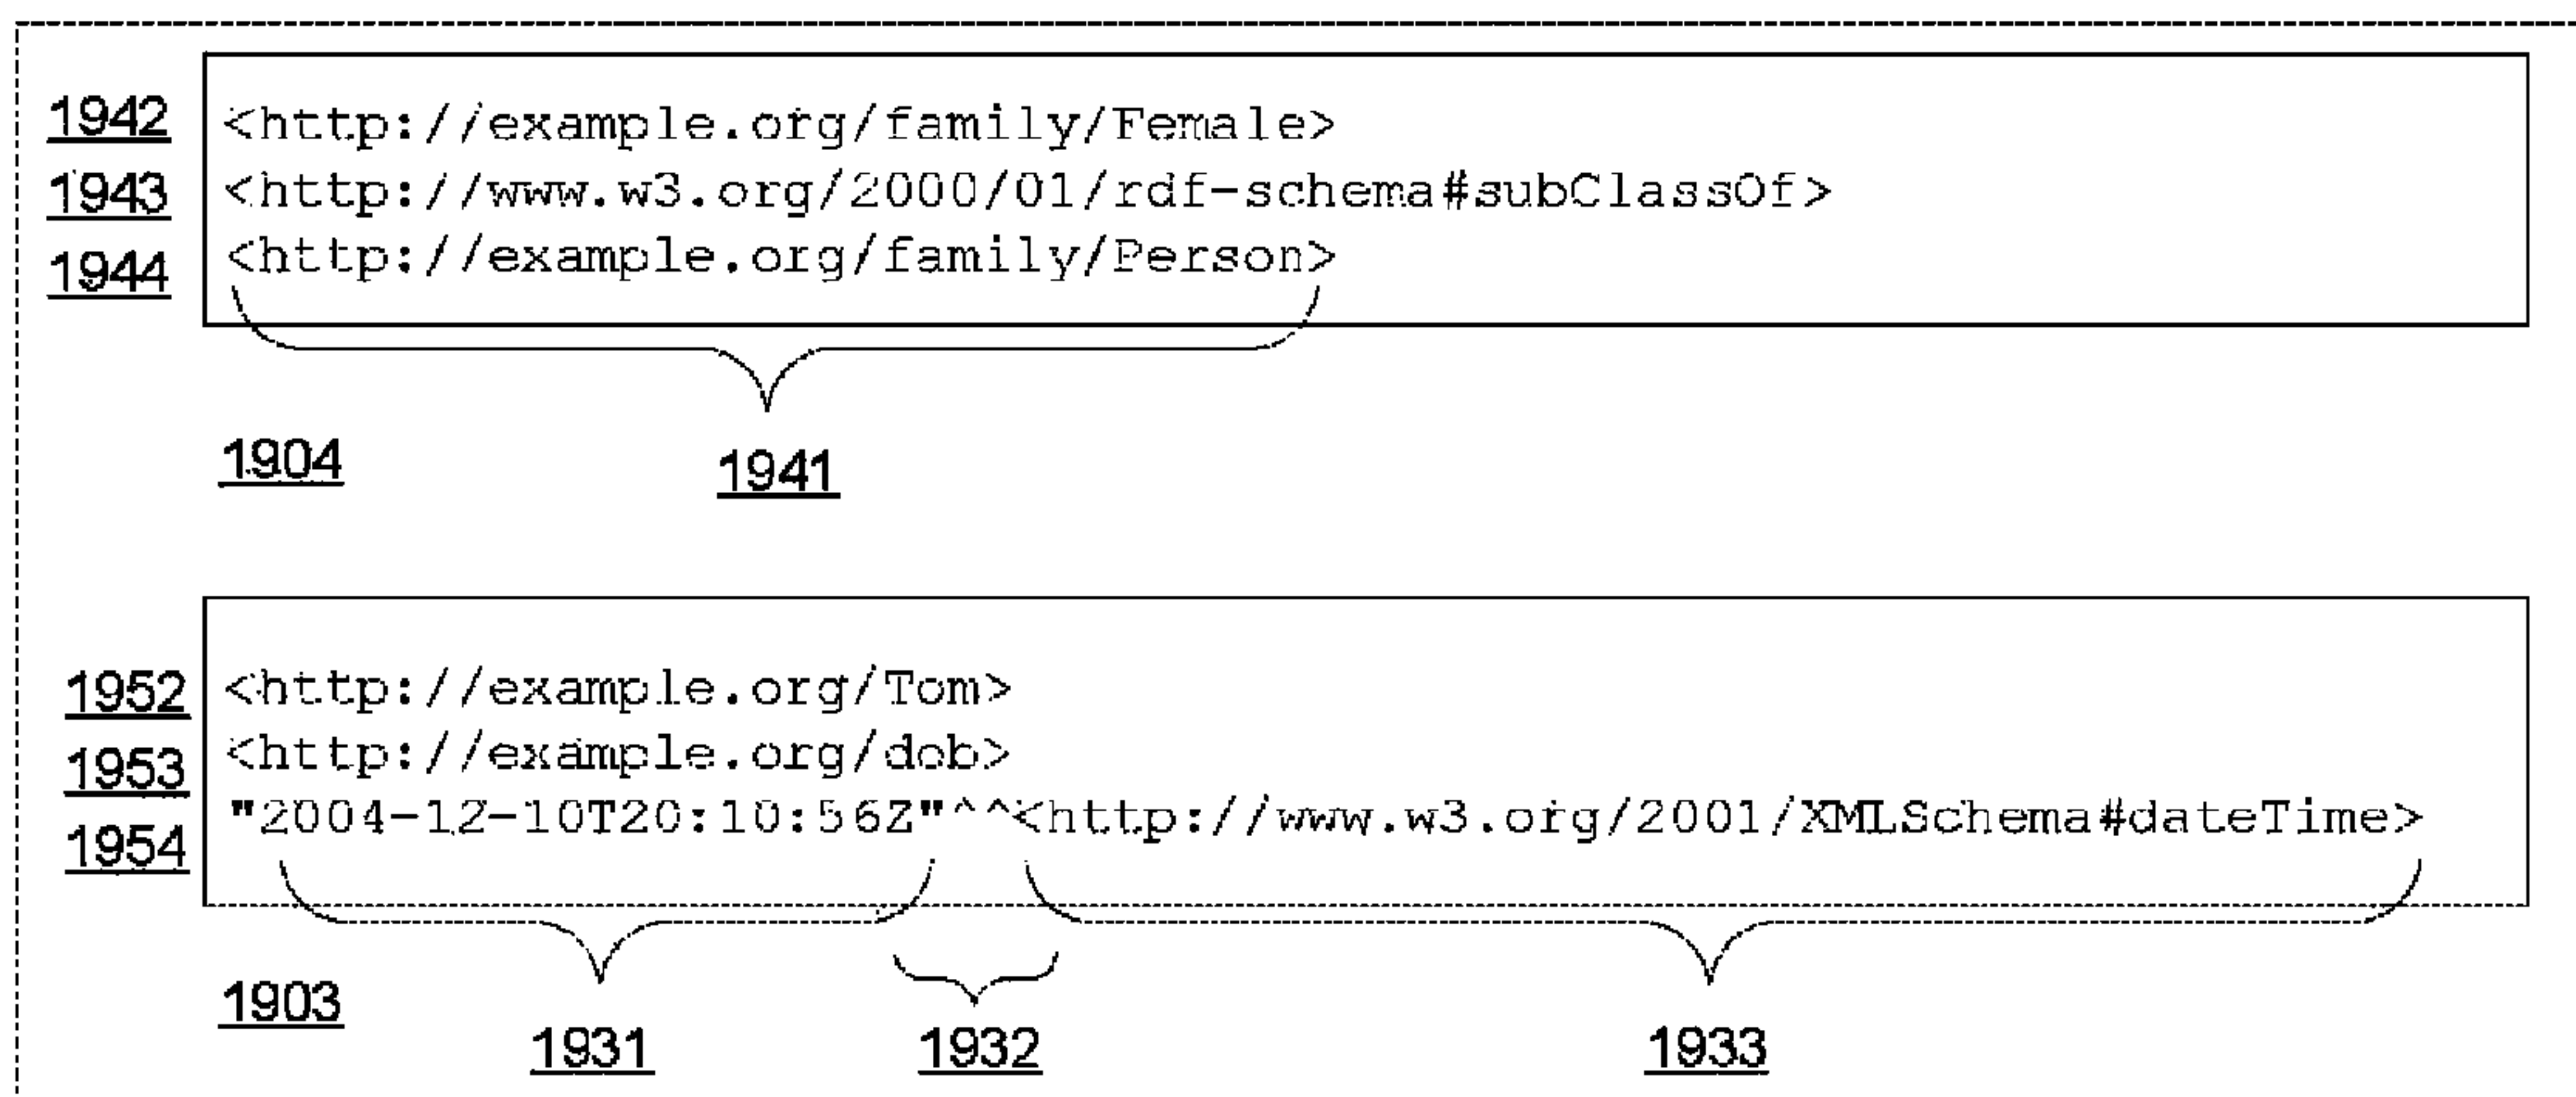 1942 <http://example.org/family/Female>
1943 <http://www.w3.org/2000/01/rdf-schema#subClassOf>
1944 <http://example.org/family/Person>
1904 1941
1952 <http://example.org/Tom>
1953 <http://example.org/dob>
1954 "2004-12-10T20:10:56Z"^^<http://www.w3.org/2001/XMLSchema#dateTime>
1903 1931 1932 1933